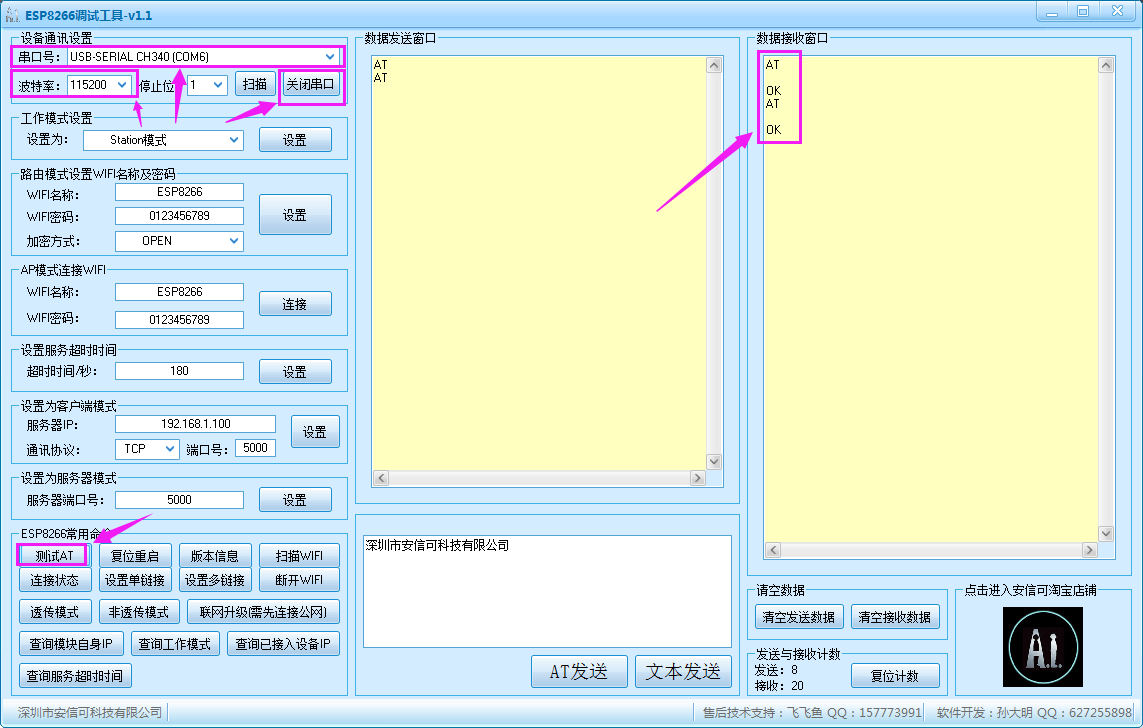 ESP8266调试工具-v1.1
设备通讯设置
串口号: USB-SERIAL CH340 (COM6)
波特率: 115200 停止位 1 扫描 关闭串口
工作模式设置
设置为: Station模式 设置
路由模式设置WIFI名称及密码
WIFI名称: ESP8266
WIFI密码: 0123456789
设置
加密方式: OPEN
AP模式连接WIFI
WIFI名称: ESP8266
连接
WIFI密码: 0123456789
设置服务超时时间
超时时间/秒: 180 设置
设置为客户端模式
服务器IP: 192.168.1.100
设置
通讯协议: TCP 端口号: 5000
设置为服务器模式
服务器端口号: 5000 设置
ESP8266常用命
测试AT 复位重启 版本信息 扫描WIFI
连接状态 设置单链接 设置多链接 断开WIFI
透传模式 非透传模式 联网升级(需先连接公网)
查询模块自身IP 查询工作模式 查询已接入设备IP
查询服务超时时间
数据发送窗口
AT
AT
深圳市安信可科技有限公司
AT发送 文本发送
数据接收窗口
AT
OK
AT
OK
清空数据
清空发送数据 清空接收数据
发送与接收计数
发送: 8
接收: 20
复位计数
点击进入安信可淘宝店铺
A.i.
深圳市安信可科技有限公司
售后技术支持: 飞飞鱼 QQ: 157773991
软件开发: 孙大明 QQ: 627255898